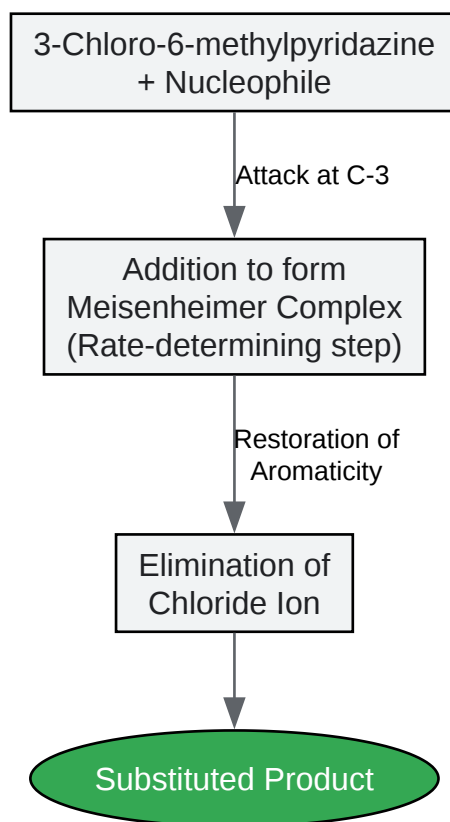 3-Chloro-6-methylpyridazine
+ Nucleophile
Attack at C-3
Addition to form
Meisenheimer Complex
(Rate-determining step)
Restoration of
Aromaticity
Elimination of
Chloride Ion
Substituted Product